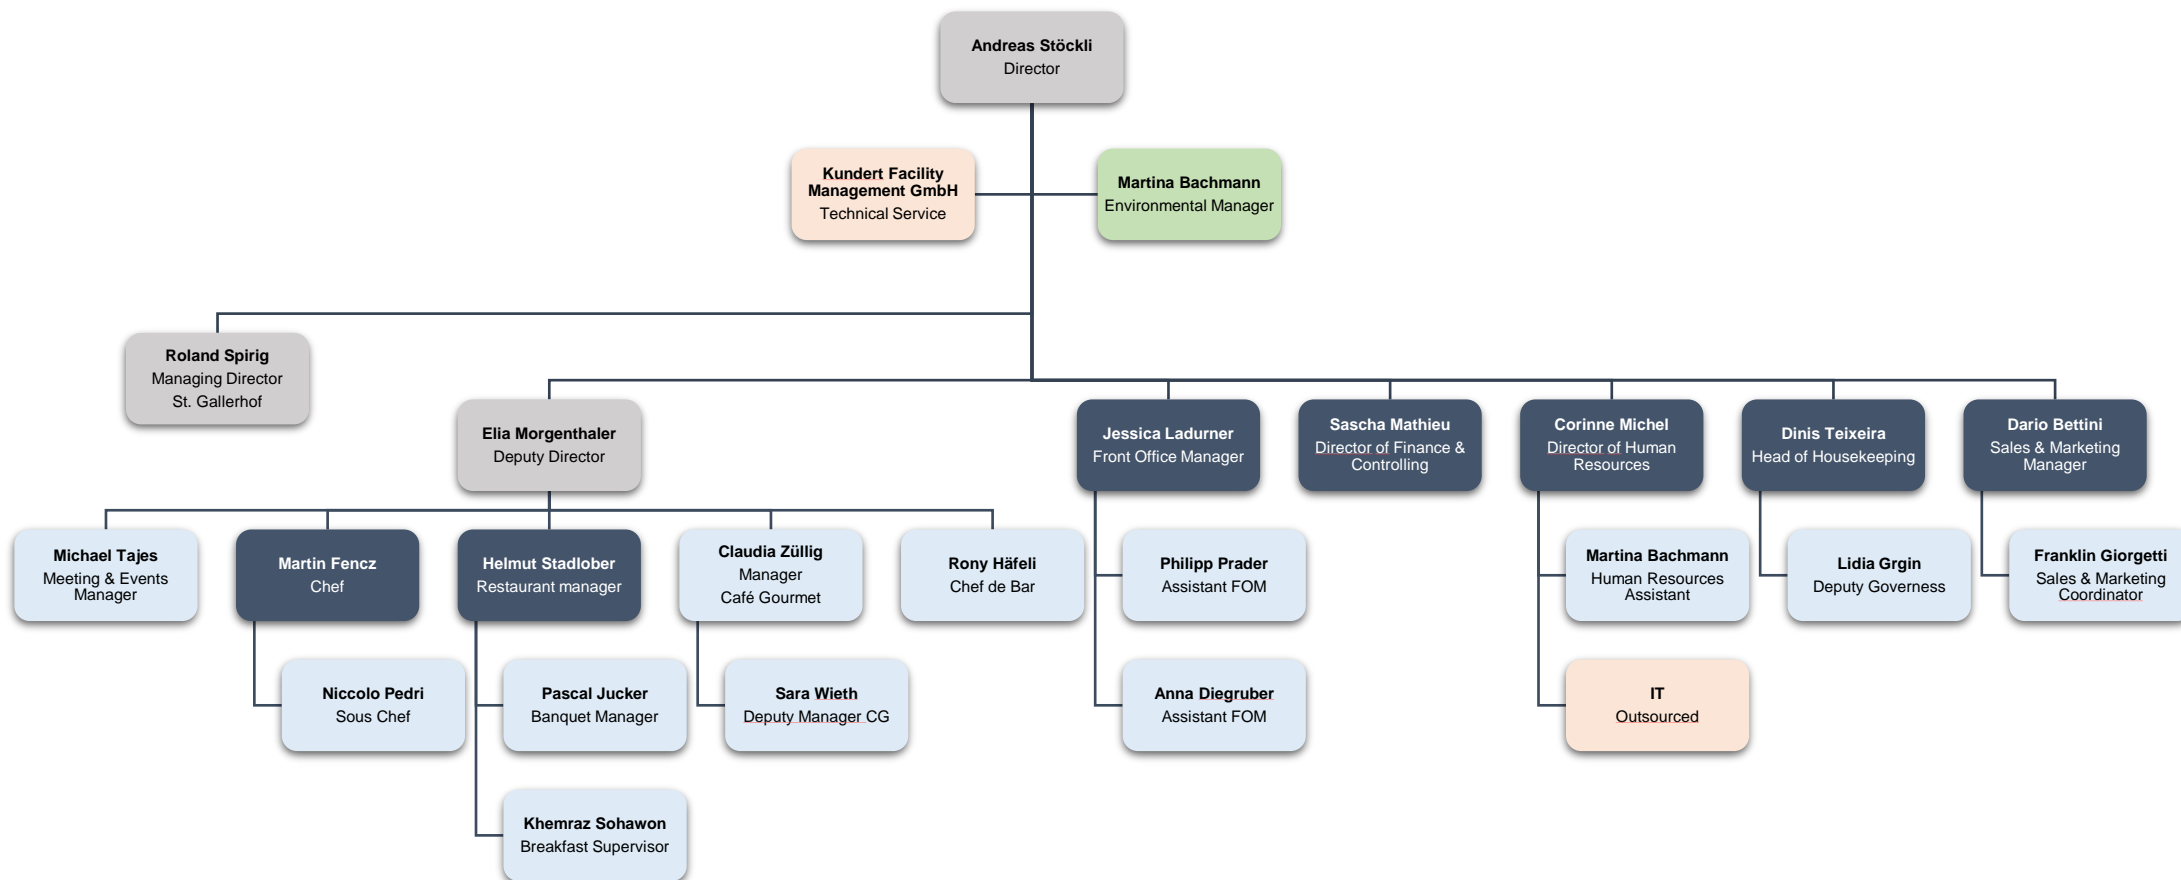 Andreas Stöckli
Director
Kundert Facility
Management GmbH
Technical Service
Martina Bachmann
Environmental Manager
Roland Spirig
Managing Director
St. Gallerhof
Elia Morgenthaler
Deputy Director
Jessica Ladurner
Front Office Manager
Sascha Mathieu
Director of Finance &
Controlling
Corinne Michel
Director of Human
Resources
Dinis Teixeira
Head of Housekeeping
Dario Bettini
Sales & Marketing
Manager
Michael Tajes
Meeting & Events
Manager
Martin Fencz
Chef
Helmut Stadlober
Restaurant manager
Claudia Züllig
Manager
Café Gourmet
Rony Häfeli
Chef de Bar
Philipp Prader
Assistant FOM
Martina Bachmann
Human Resources
Assistant
Lidia Grgin
Deputy Governess
Franklin Giorgetti
Sales & Marketing
Coordinator
Niccolo Pedri
Sous Chef
Pascal Jucker
Banquet Manager
Sara Wieth
Deputy Manager CG
Anna Diegruber
Assistant FOM
IT
Outsourced
Khemraz Sohawon
Breakfast Supervisor